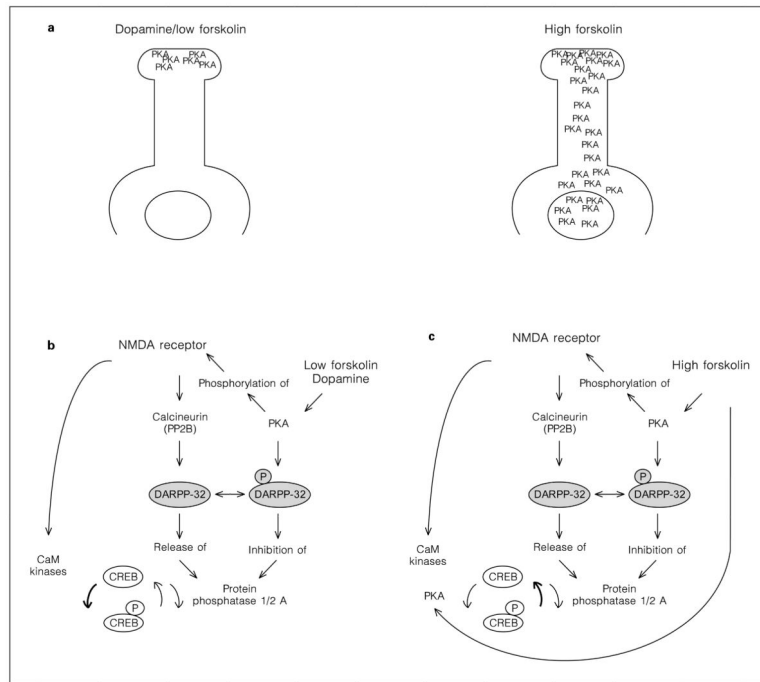 a
Dopamine/low forskolin
PKA PKA
PKA PKA
PKA PKA
High forskolin
PKA PKA PKA PKA
PKA PKA
PKA
PKA PKA
PKA
PKA
PKA
PKA PKA
PKA
PKA
PKA PKA
PKA PKA PKA
PKA PKA
PKA PKA
PKA PKA
b
NMDA receptor
Low forskolin
Dopamine
Phosphorylation of
Calcineurin
(PP2B)
PKA
P
DARPP-32
DARPP-32
Release of
Inhibition of
CaM
kinases
CREB
P
CREB
Protein
phosphatase 1/2 A
c
NMDA receptor
High forskolin
Phosphorylation of
Calcineurin
(PP2B)
PKA
P
DARPP-32
DARPP-32
Release of
Inhibition of
CaM
kinases
PKA
CREB
P
CREB
Protein
phosphatase 1/2 A